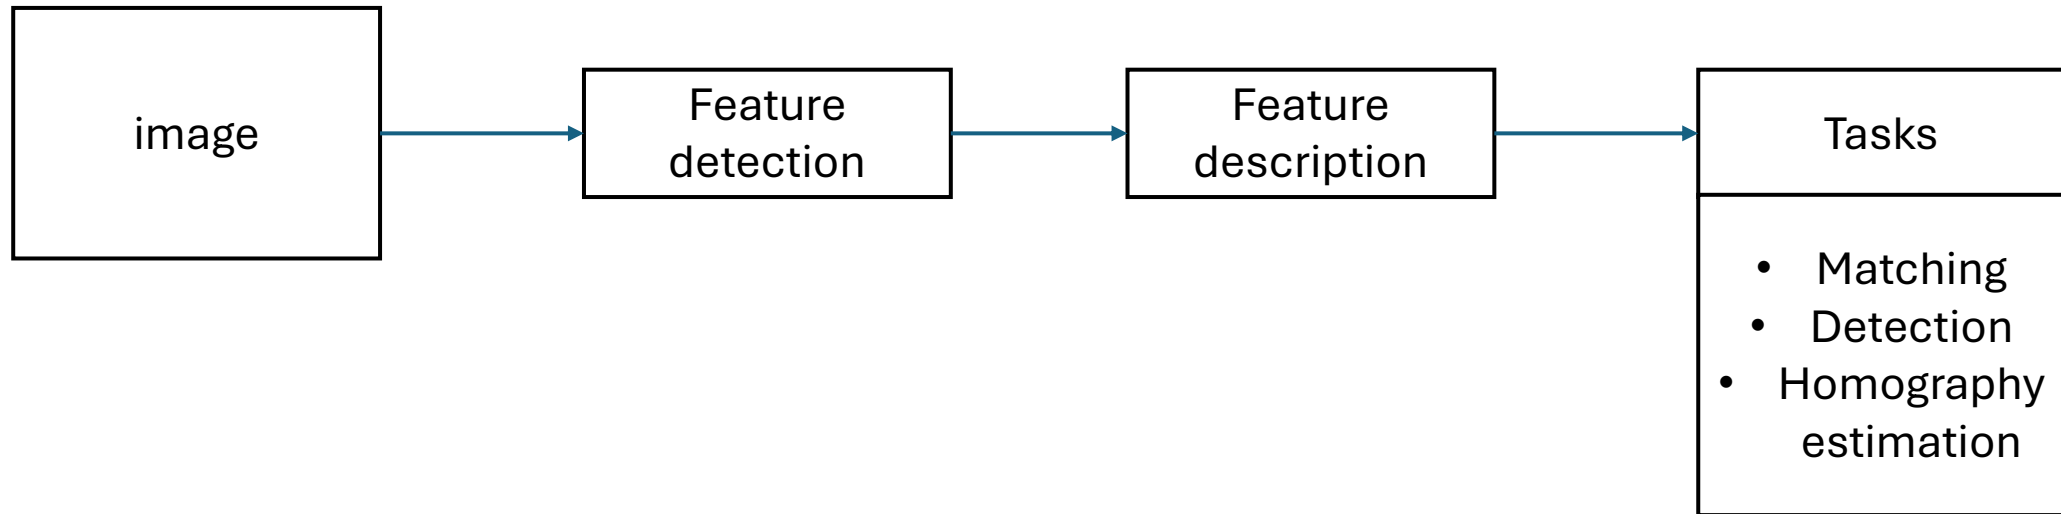 image
Feature
detection
Feature
description
Tasks
• Matching
• Detection
• Homography
estimation